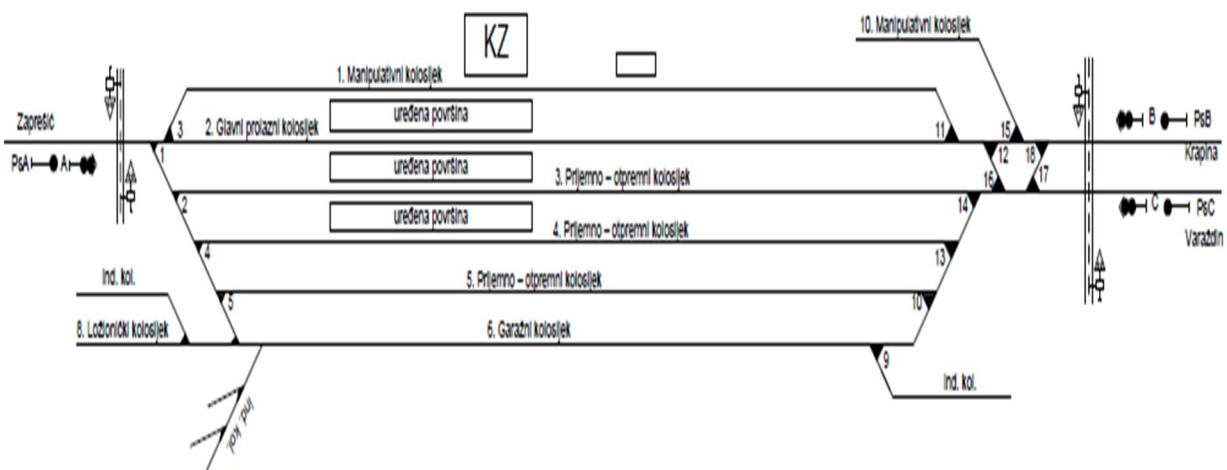 KZ
10. Manipulativni kolosijek
1. Manipulativni kolosijek
uređena površina
Zaprešić
3
2. Glavni prolazni kolosijek
11
15
B
PsB
PsA
A
1
12
18
Krapina
uređena površina
3. Prijemno – otpremni kolosijek
16
17
2
14
C
PsC
uređena površina
4. Prijemno – otpremni kolosijek
Varaždin
4
13
Ind. kol.
5. Prijemno – otpremni kolosijek
5
10
8. Ložionički kolosijek
6. Garažni kolosijek
9
Ind. kol.
Ind. kol.